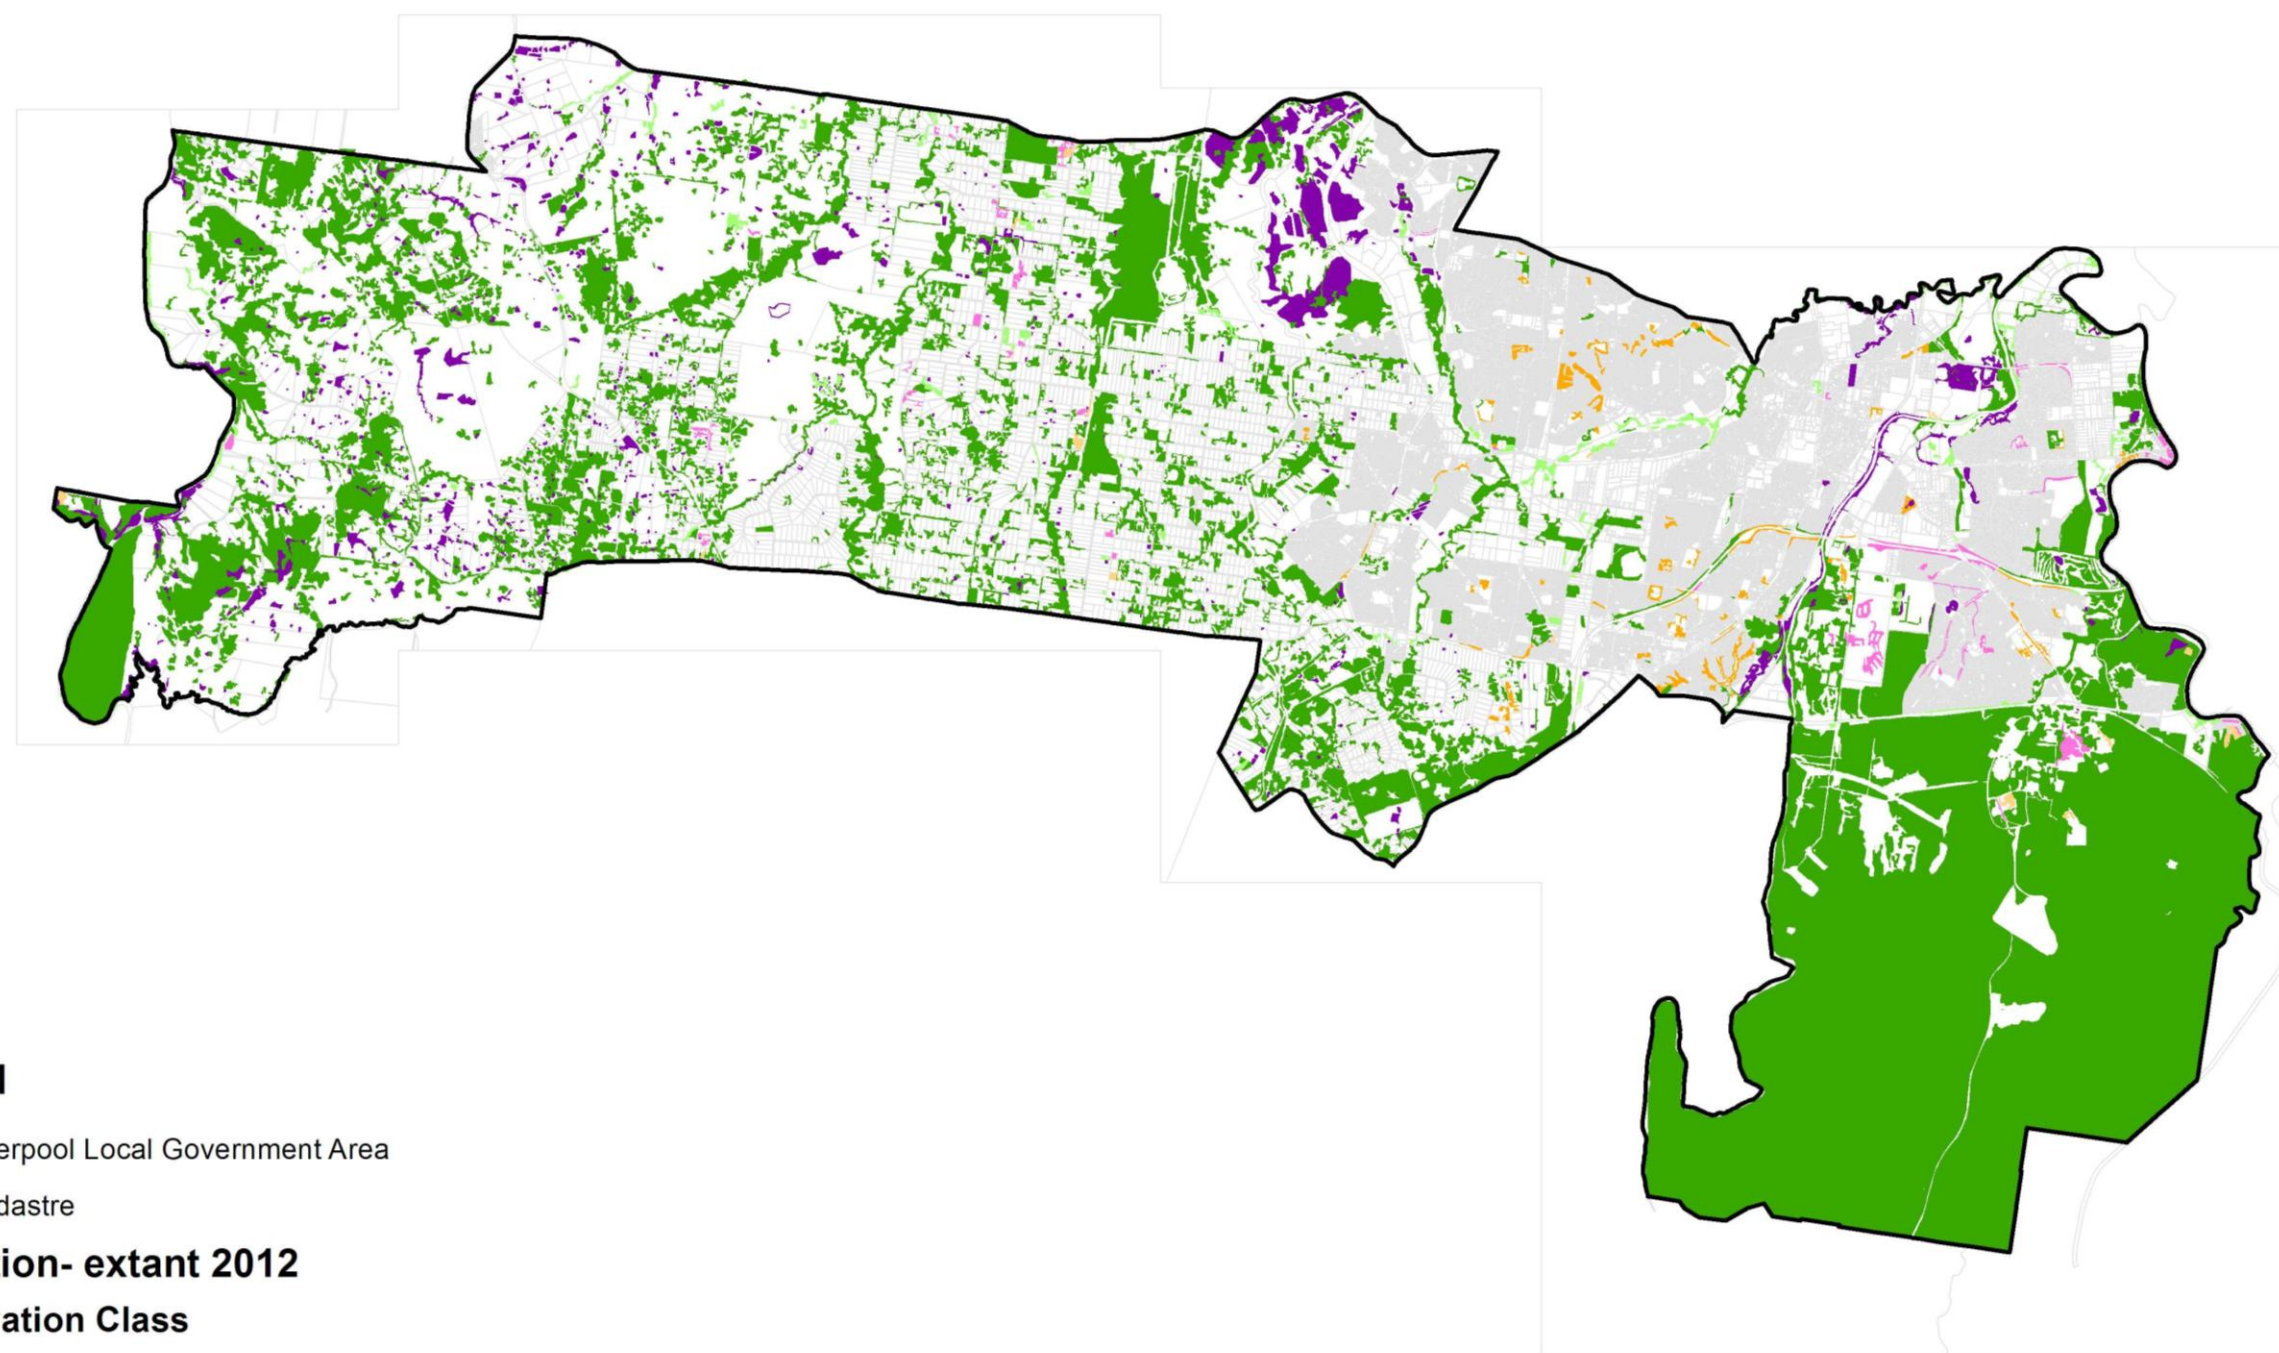 erpool Local Government Area
dastre
ion- extant 2012
ation Class